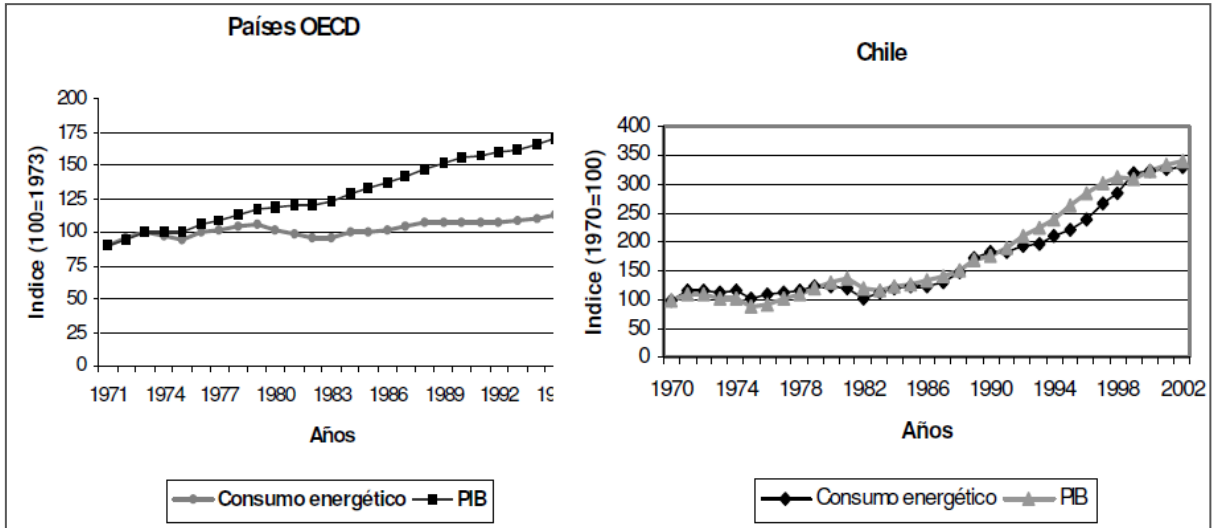 Países OECD
Indice (100=1973)
200
175
150
125
100
75
50
25
0
1971 1974 1977 1980 1983 1986 1989 1992
Años
Consumo energético PIB
Chile
Indice (1970=100)
400
350
300
250
200
150
100
50
0
1970 1974 1978 1982 1986 1990 1994 1998 2002
Años
Consumo energético PIB